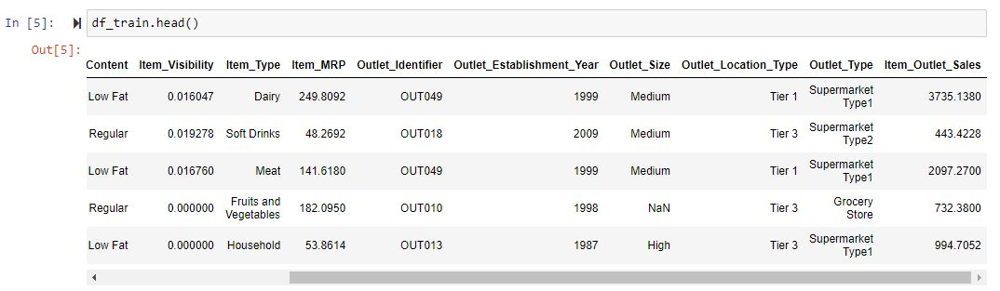 In [5]: df_train.head()
Out[5]:
Content Item_Visibility Item_Type Item_MRP Outlet_Identifier Outlet_Establishment_Year Outlet_Size Outlet_Location_Type Outlet_Type Item_Outlet_Sales
Low Fat 0.016047 Dairy 249.8092 OUT049 1999 Medium Tier 1 Supermarket Type1 3735.1380
Regular 0.019278 Soft Drinks 48.2692 OUT018 2009 Medium Tier 3 Supermarket Type2 443.4228
Low Fat 0.016760 Meat 141.6180 OUT049 1999 Medium Tier 1 Supermarket Type1 2097.2700
Regular 0.000000 Fruits and Vegetables 182.0950 OUT010 1998 NaN Tier 3 Grocery Store 732.3800
Low Fat 0.000000 Household 53.8614 OUT013 1987 High Tier 3 Supermarket Type1 994.7052